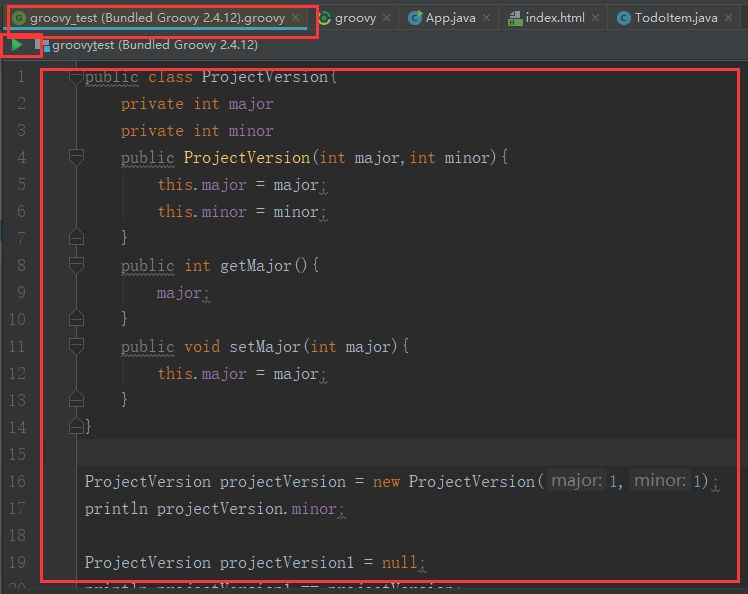 groovy_test (Bundled Groovy 2.4.12).groovy × groovy × App.java × index.html × TodoItem.java ×
groovytest (Bundled Groovy 2.4.12)
1 public class ProjectVersion{
2 private int major
3 private int minor
4 public ProjectVersion(int major,int minor){
5 this.major = major;
6 this.minor = minor;
7 }
8 public int getMajor(){
9 major;
10 }
11 public void setMajor(int major){
12 this.major = major;
13 }
14 }
15
16 ProjectVersion projectVersion = new ProjectVersion( major: 1, minor: 1);
17 println projectVersion.minor;
18
19 ProjectVersion projectVersion1 = null;
20 println projectVersion1 == projectVersion;